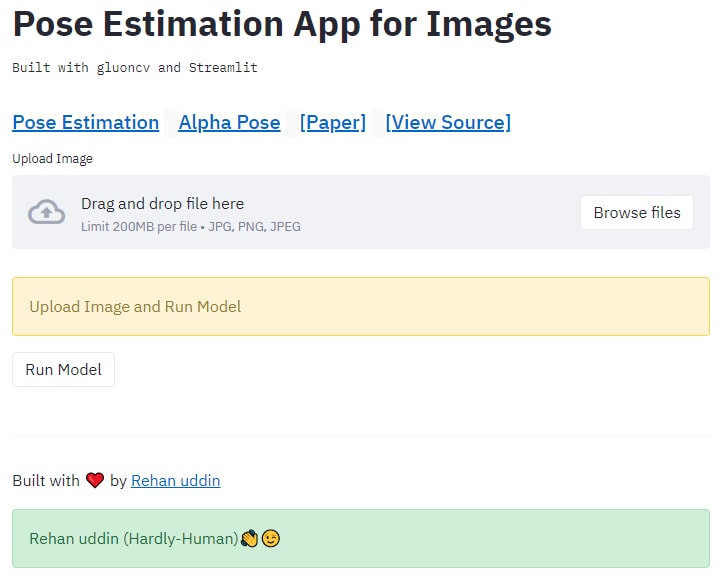 Pose Estimation App for Images
Built with gluoncv and Streamlit
Pose Estimation Alpha Pose [Paper] [View Source]
Upload Image
Drag and drop file here
Limit 200MB per file • JPG, PNG, JPEG
Browse files
Upload Image and Run Model
Run Model
Built with ❤️ by Rehan uddin
Rehan uddin (Hardly-Human)👏😉